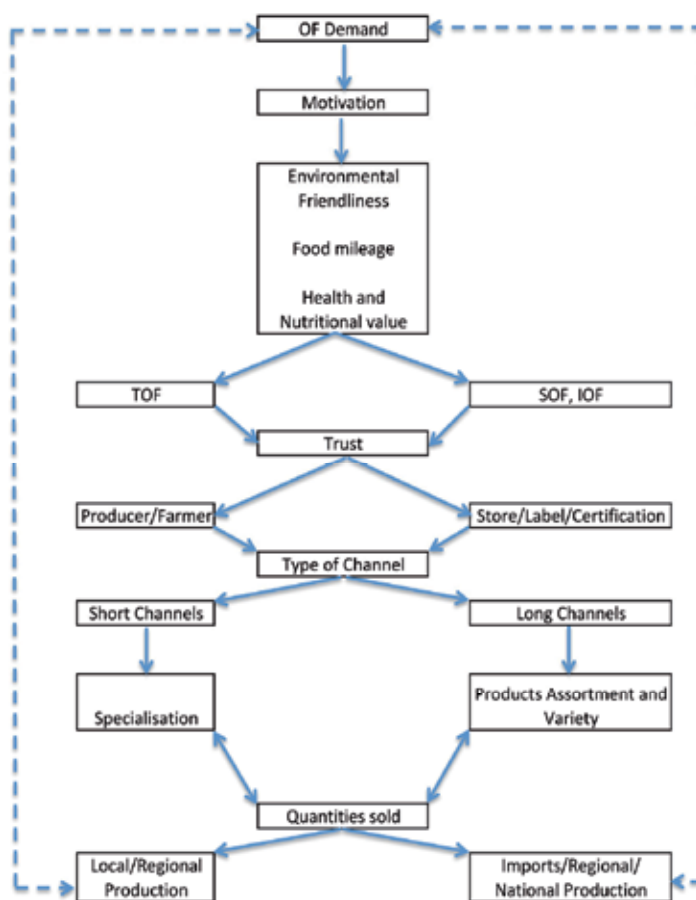 OF Demand
Motivation
Environmental
Friendliness
Food mileage
Health and
Nutritional value
TOF
SOF, IOF
Trust
Producer/Farmer
Store/Label/Certification
Type of Channel
Short Channels
Long Channels
Specialisation
Products Assortment and
Variety
Quantities sold
Local/Regional
Production
Imports/Regional/
National Production